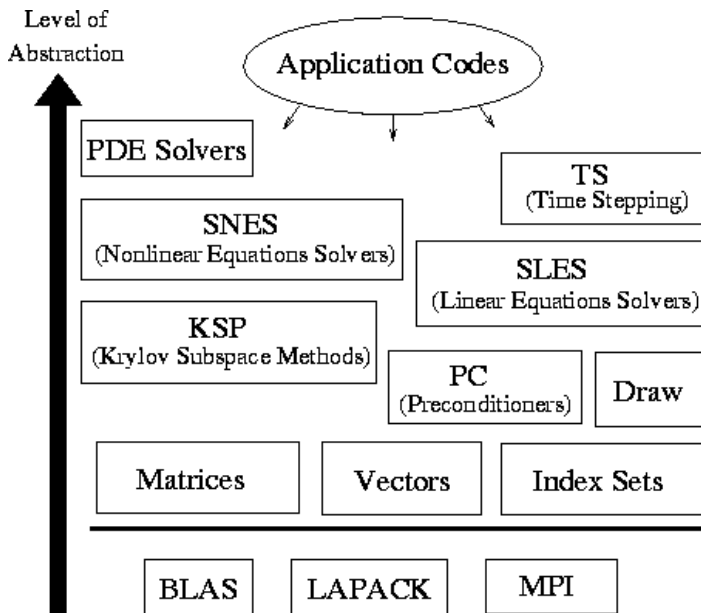 Level of
Abstraction
Application Codes
PDE Solvers
TS
(Time Stepping)
SNES
(Nonlinear Equations Solvers)
SLES
(Linear Equations Solvers)
KSP
(Krylov Subspace Methods)
PC
(Preconditioners)
Draw
Matrices
Vectors
Index Sets
BLAS
LAPACK
MPI